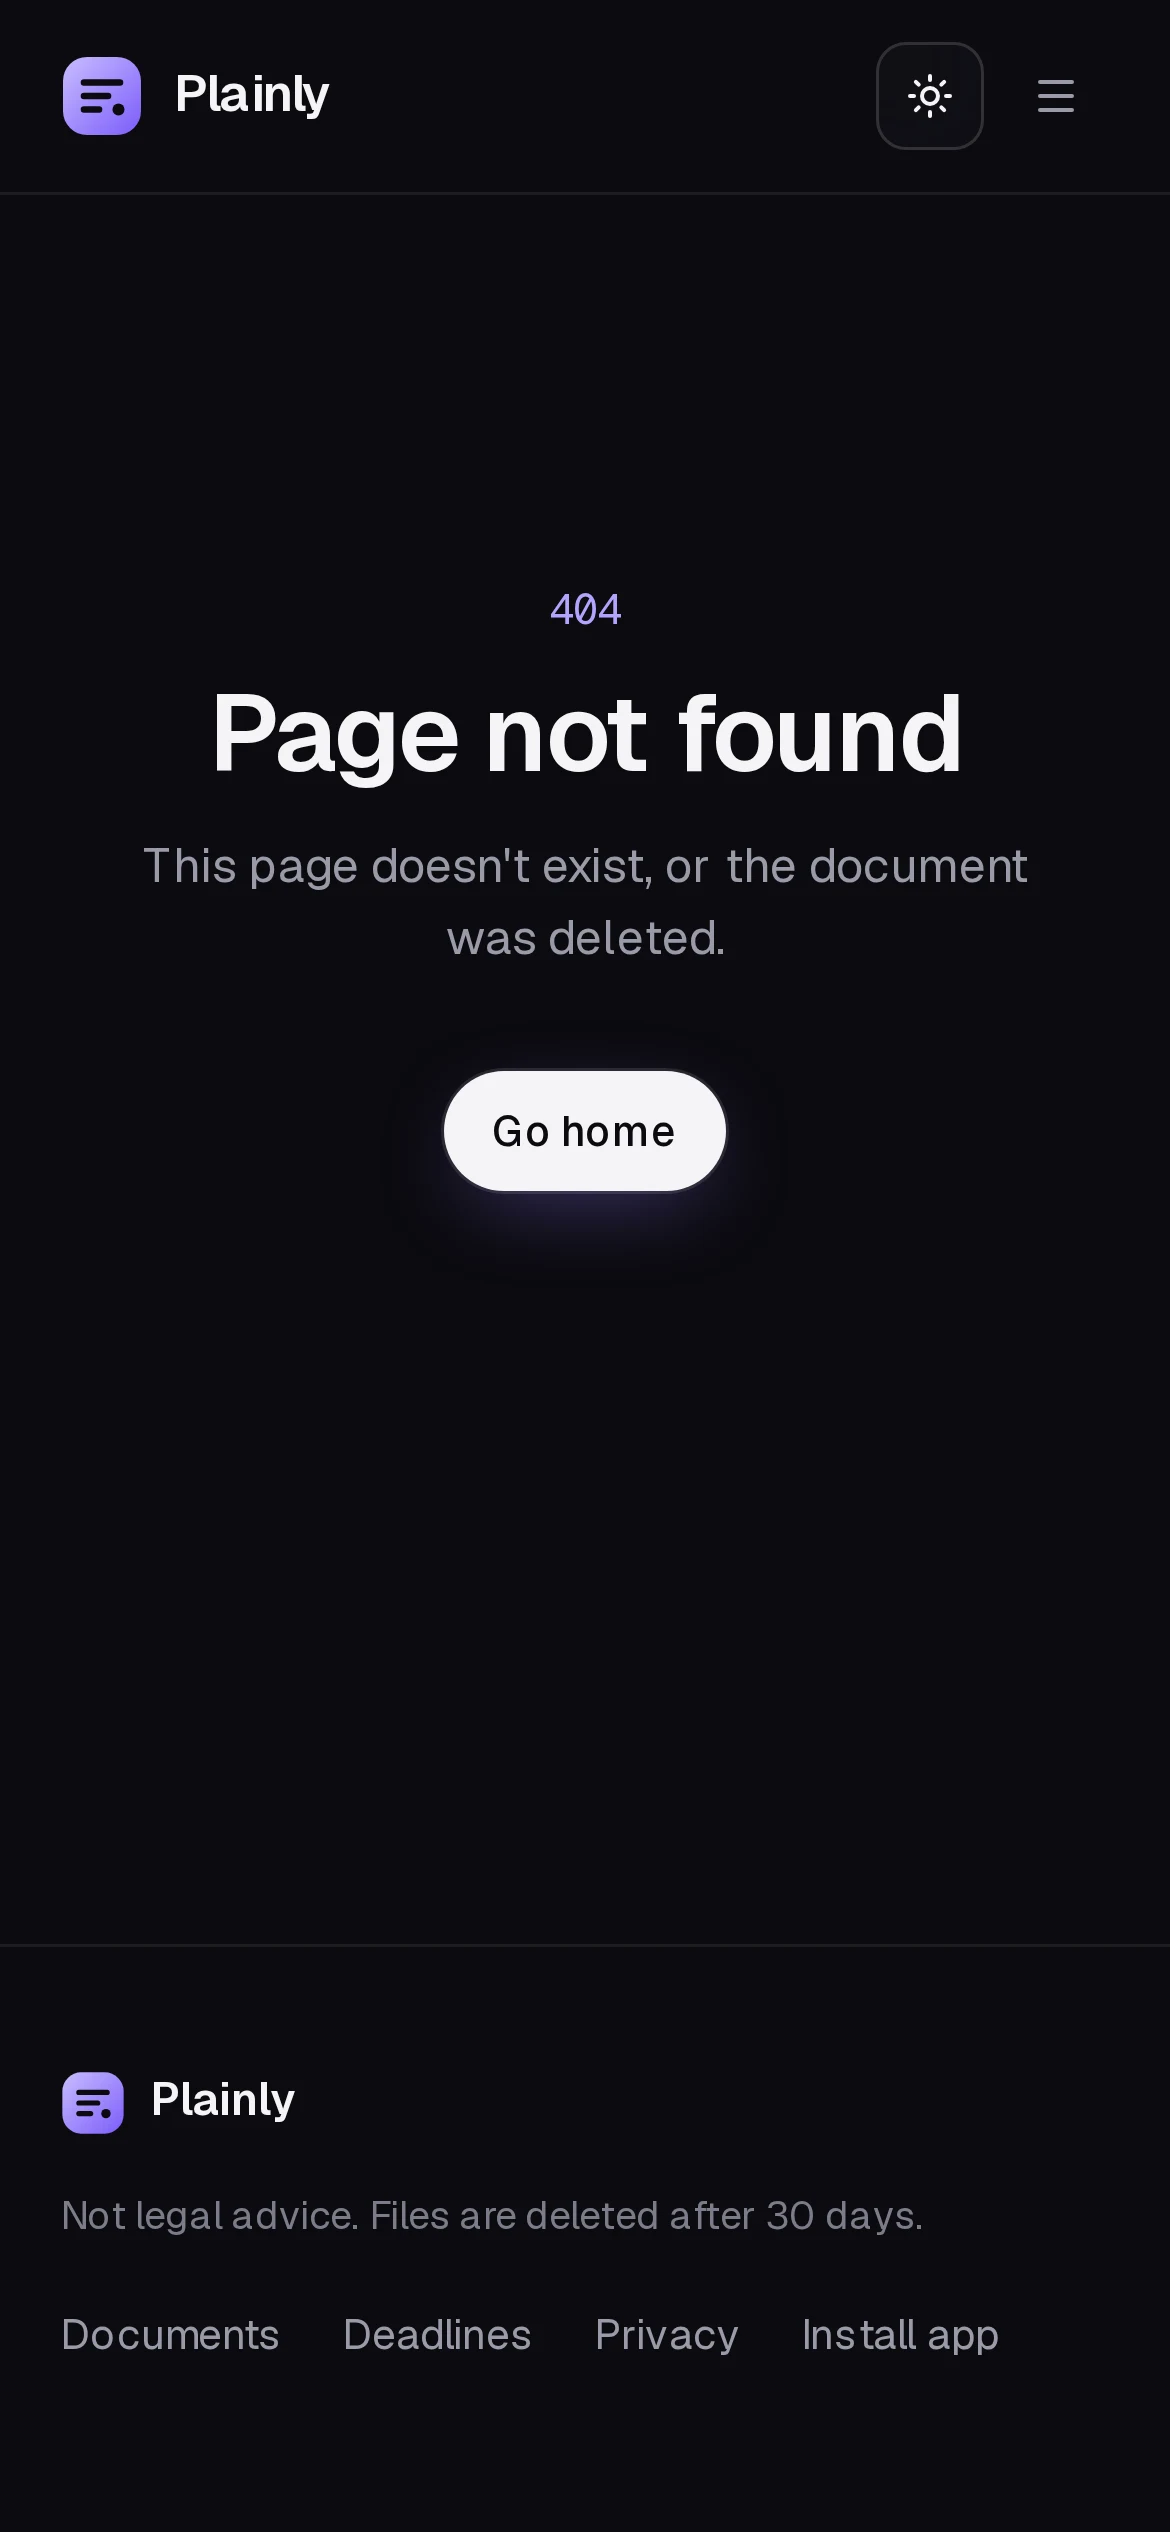 Plainly
404
Page not found
This page doesn't exist, or the document
was deleted.
Go home
Plainly
Not legal advice. Files are deleted after 30 days.
Documents Deadlines Privacy Install app